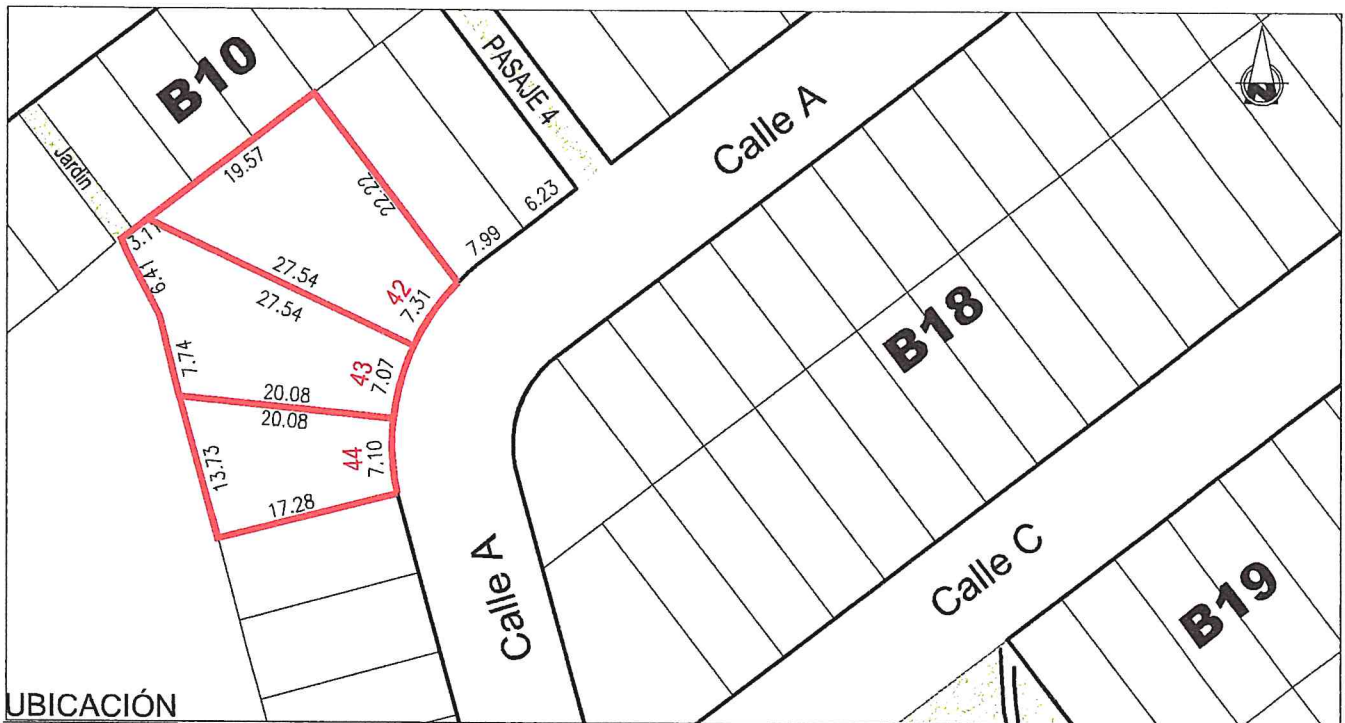 B10
PASAJE 4
Calle A
Jardín
19.57
22.22
6.23
7.99
3.11
6.41
27.54
27.54
42
7.31
B18
7.74
43
7.07
20.08
20.08
44
7.10
13.73
17.28
Calle A
Calle C
B19
N
UBICACIÓN